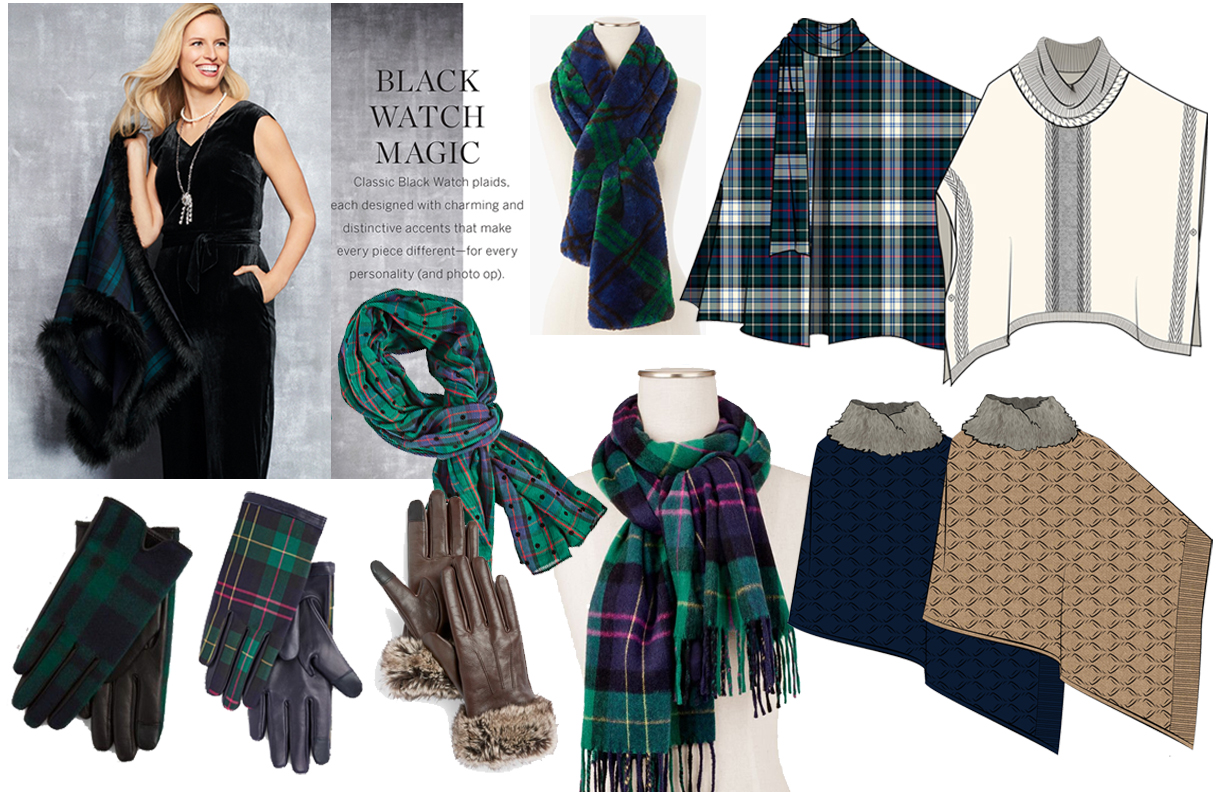 BLACK
WATCH
MAGIC
Classic Black Watch plaids,
each designed with charming and
distinctive accents that make
every piece different—for every
personality (and photo op).